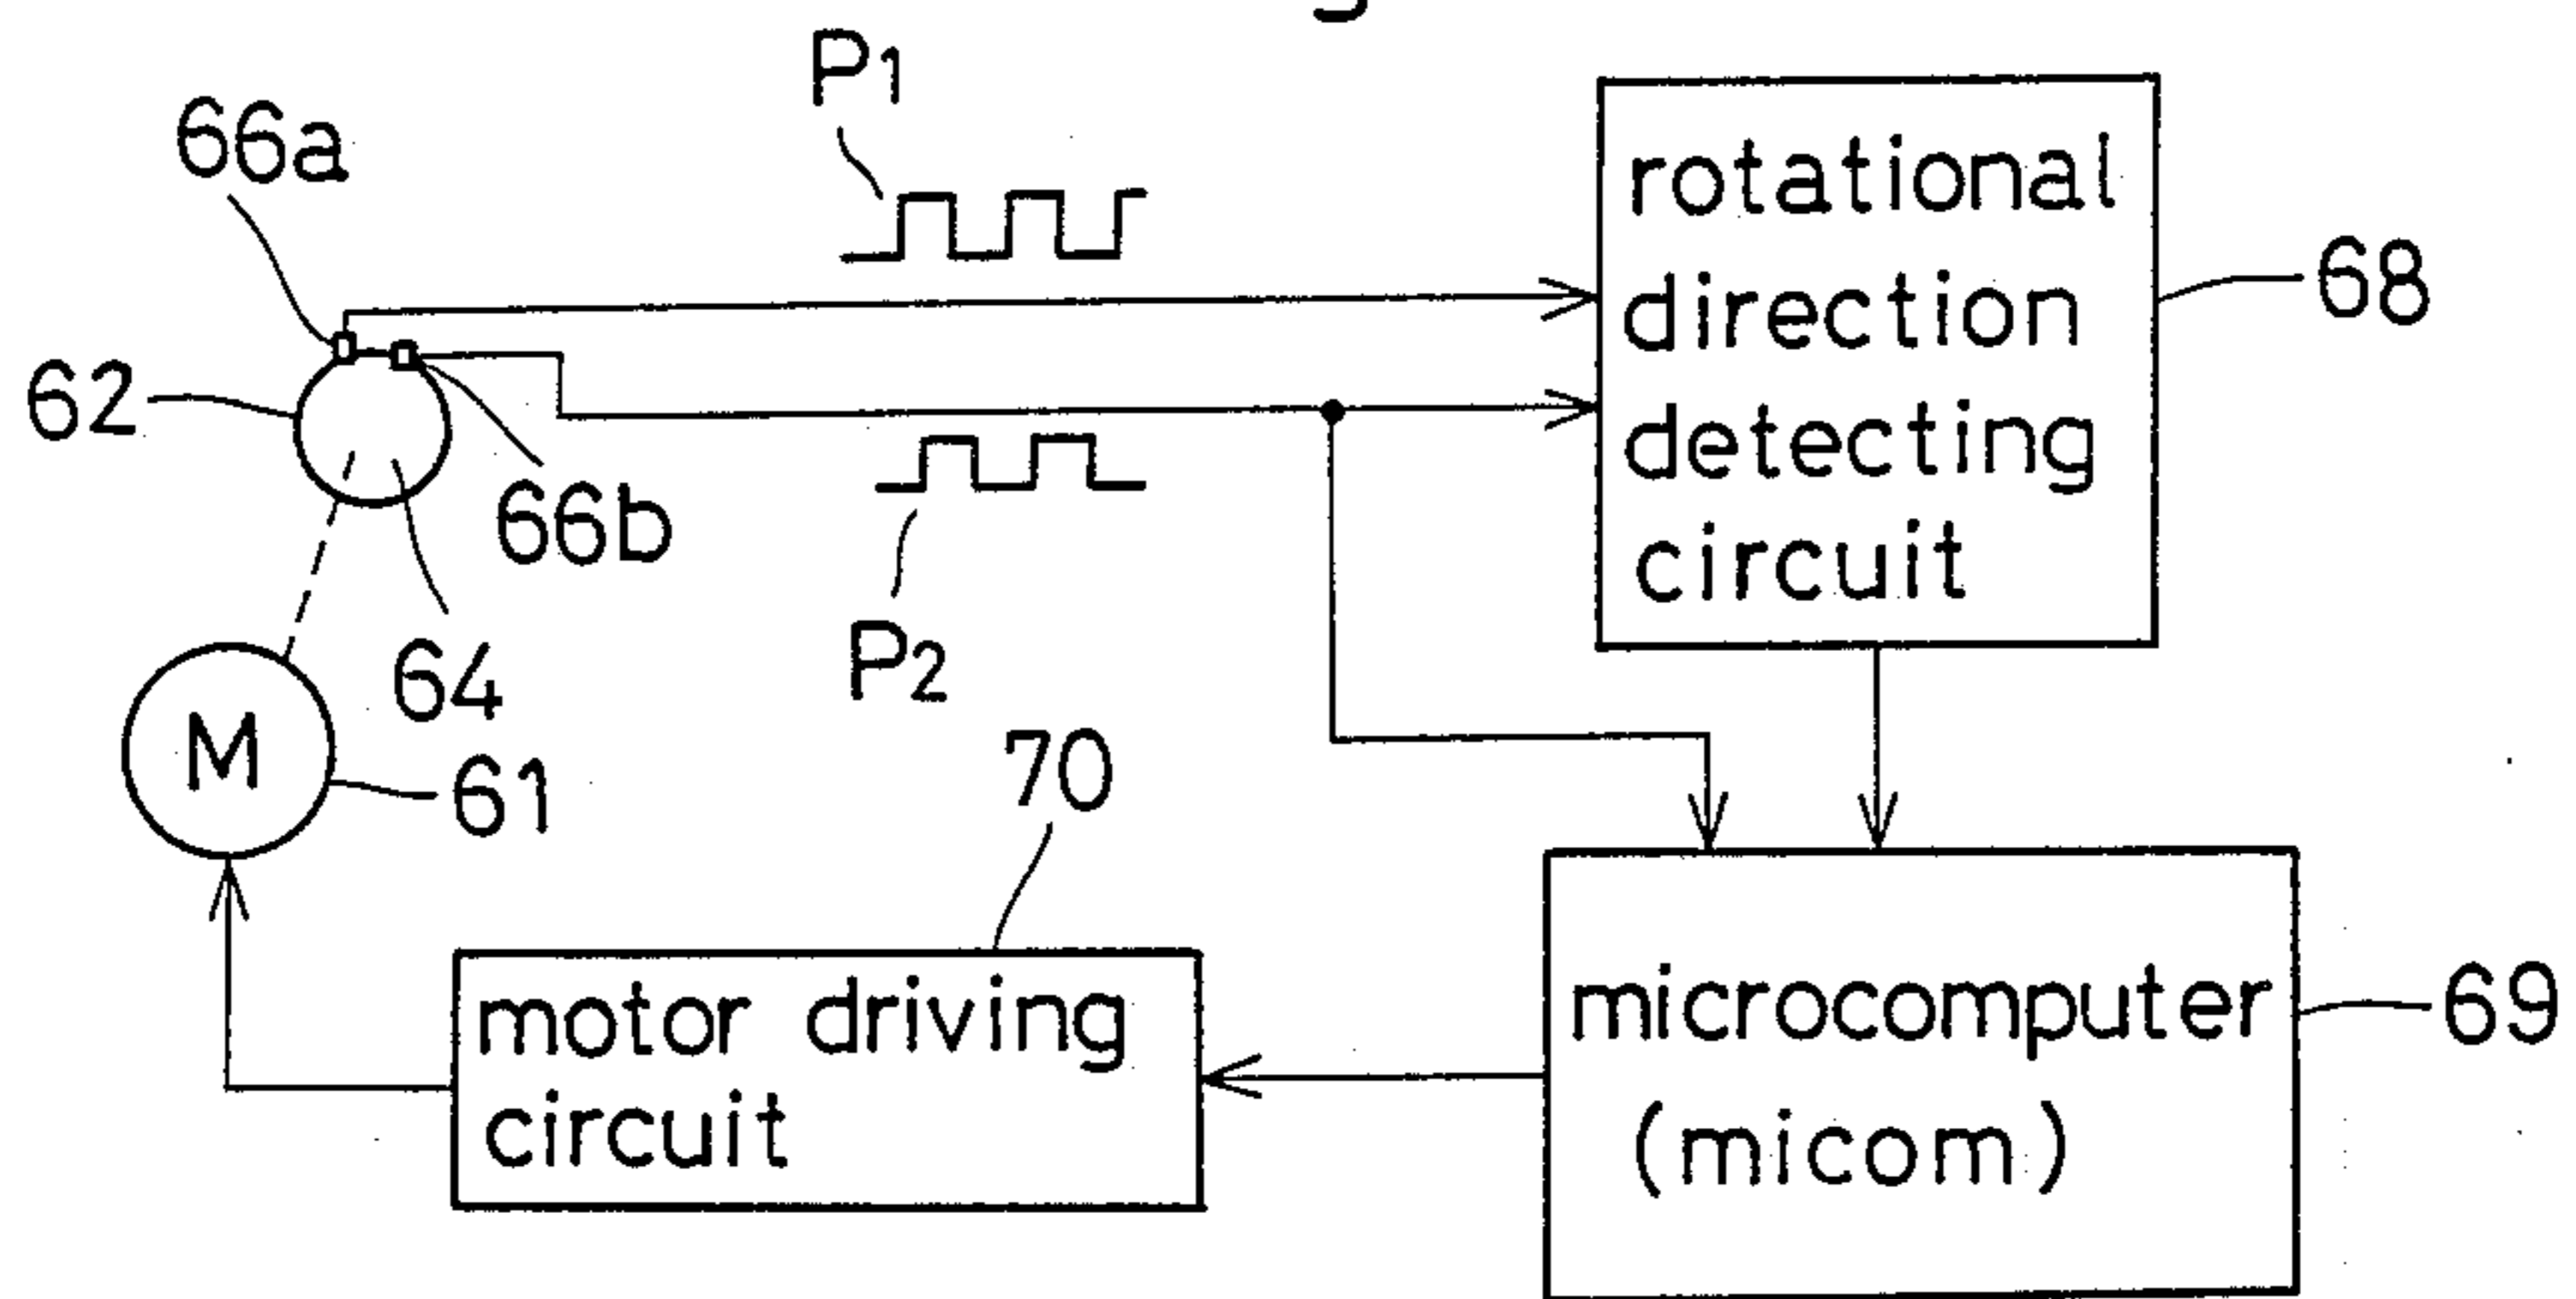 P1
66a
rotational
direction
detecting
circuit
68
62
66b
P2
64
M
61
70
motor driving
circuit
microcomputer
(micom)
69